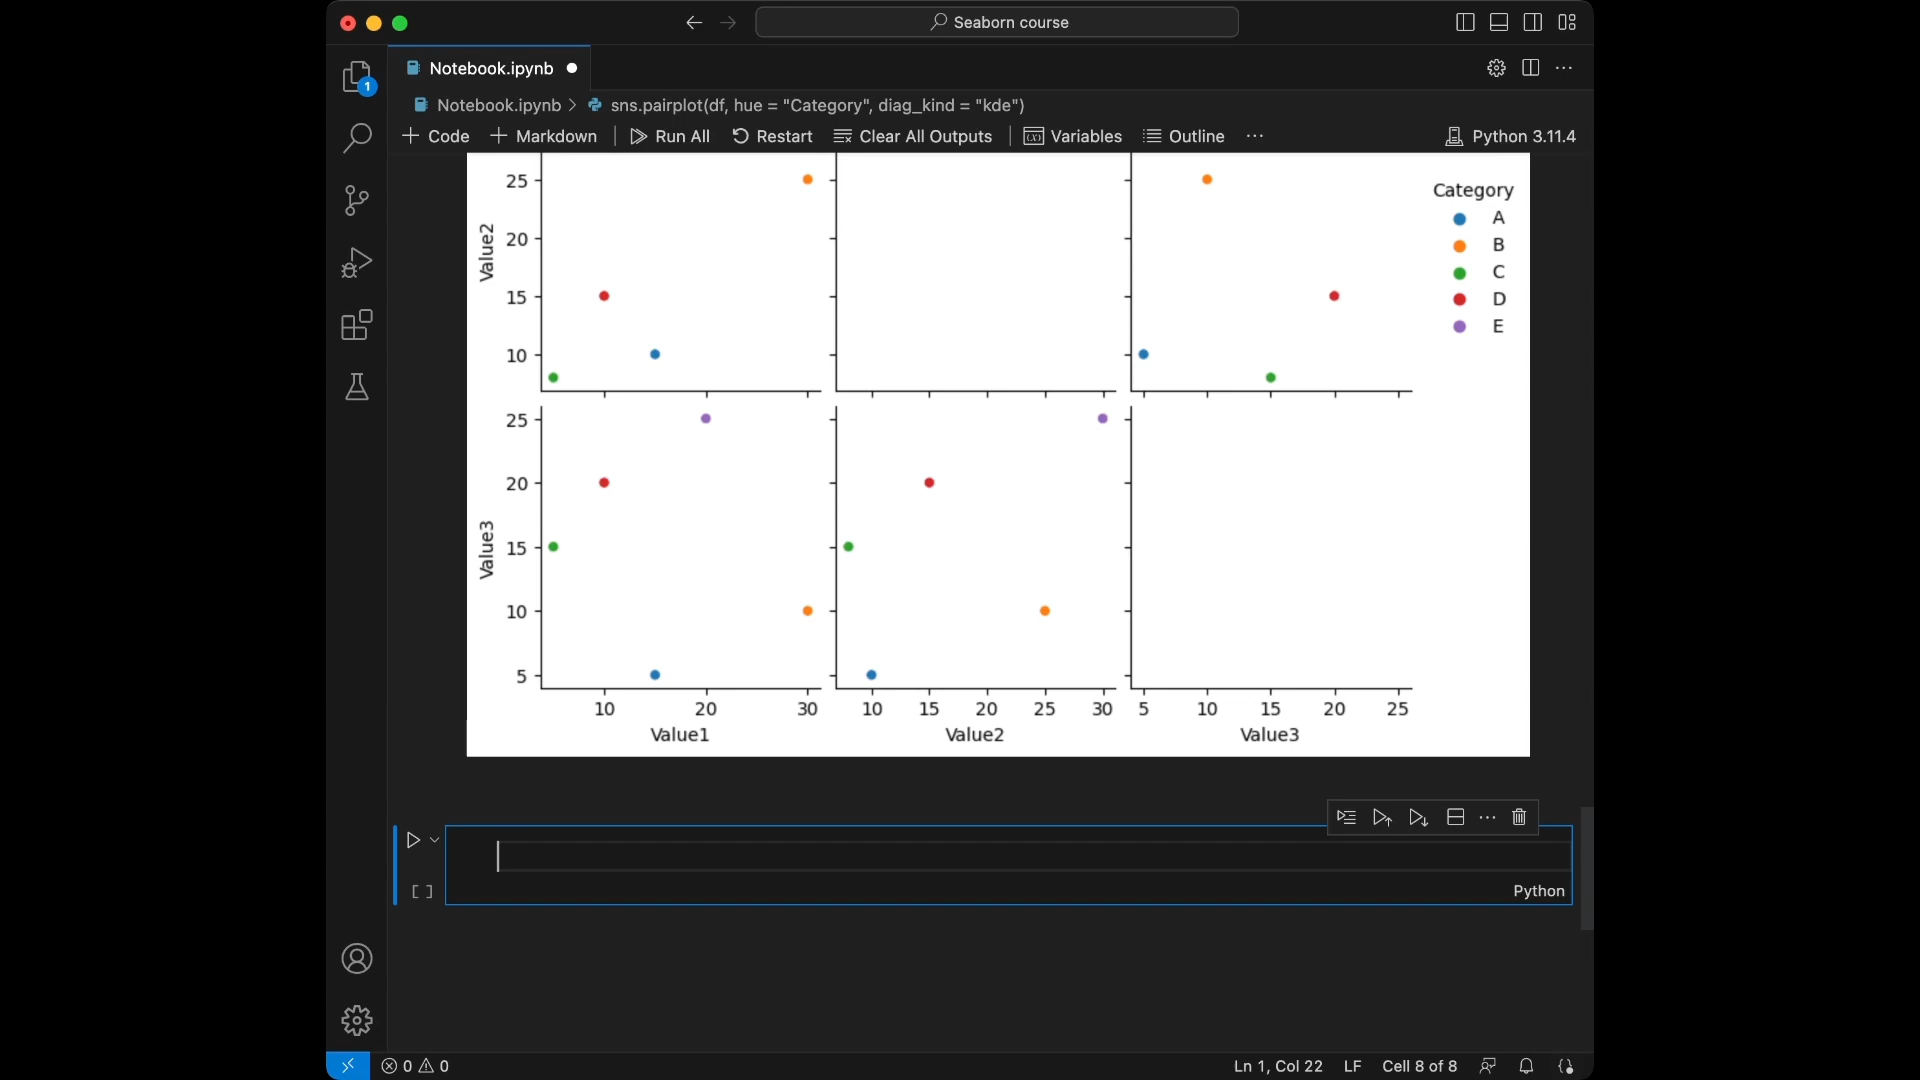 Seaborn course
Notebook.ipynb
1
Notebook.ipynb > sns.pairplot(df, hue = "Category", diag_kind = "kde")
+ Code + Markdown Run All Restart Clear All Outputs Variables Outline ... Python 3.11.4
Value2
25
20
15
10
Category
A
B
C
D
E
Value3
25
20
15
10
5
10 20 30 10 15 20 25 30 5 10 15 20 25
Value1 Value2 Value3
[ ]
Python
0 0 Ln 1, Col 22 LF Cell 8 of 8